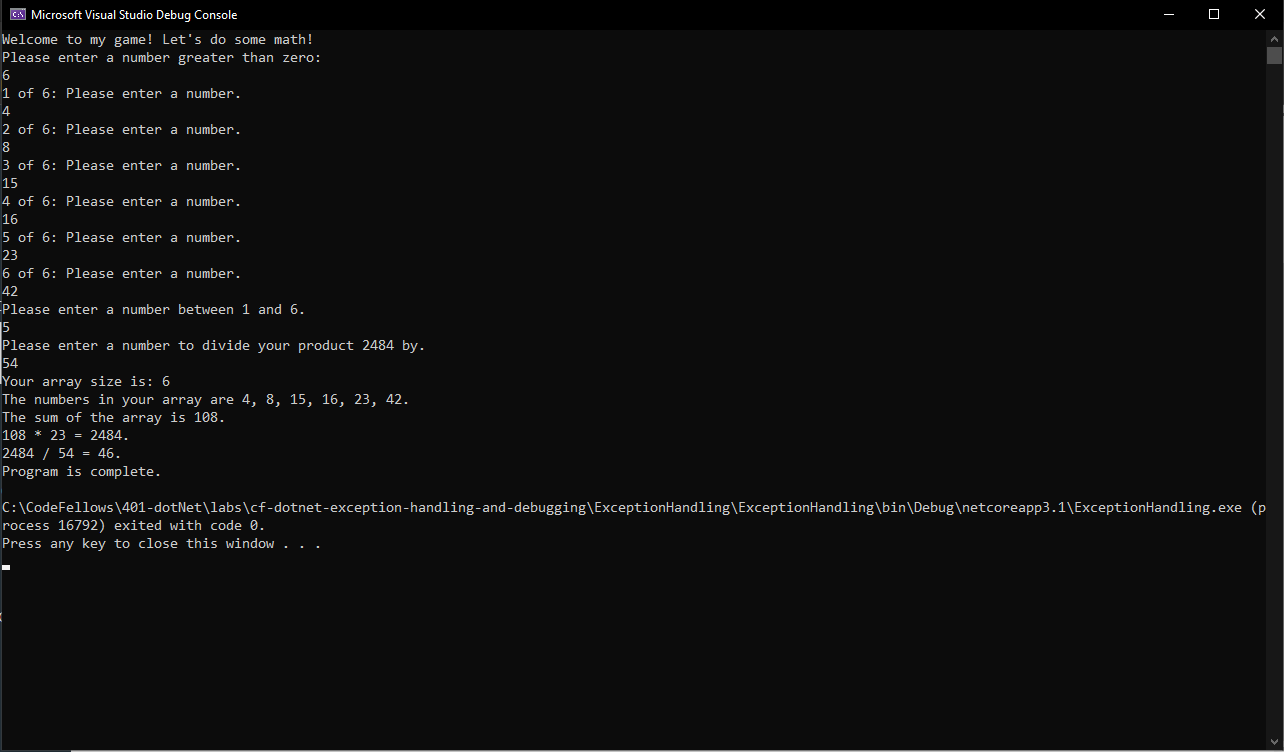 Microsoft Visual Studio Debug Console
Welcome to my game! Let's do some math!
Please enter a number greater than zero:
6
1 of 6: Please enter a number.
4
2 of 6: Please enter a number.
8
3 of 6: Please enter a number.
15
4 of 6: Please enter a number.
16
5 of 6: Please enter a number.
23
6 of 6: Please enter a number.
42
Please enter a number between 1 and 6.
5
Please enter a number to divide your product 2484 by.
54
Your array size is: 6
The numbers in your array are 4, 8, 15, 16, 23, 42.
The sum of the array is 108.
108 * 23 = 2484.
2484 / 54 = 46.
Program is complete.
C:\CodeFellows\401-dotNet\labs\cf-dotnet-exception-handling-and-debugging\ExceptionHandling\ExceptionHandling\bin\Debug\netcoreapp3.1\ExceptionHandling.exe (p
rocess 16792) exited with code 0.
Press any key to close this window . . .